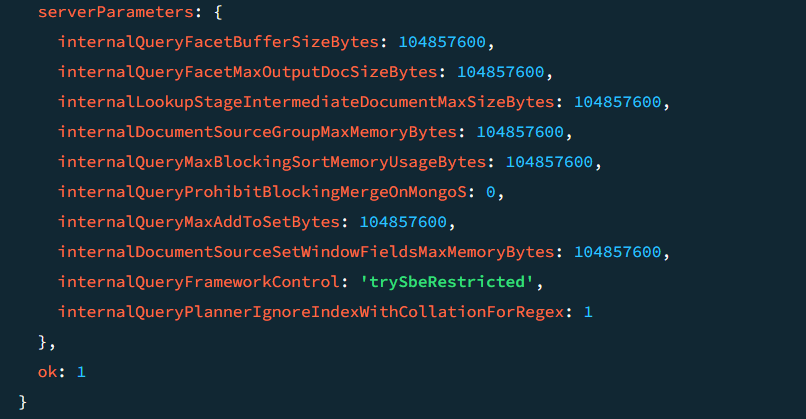 serverParameters: {
internalQueryFacetBufferSizeBytes: 104857600,
internalQueryFacetMaxOutputDocSizeBytes: 104857600,
internalLookupStageIntermediateDocumentMaxSizeBytes: 104857600,
internalDocumentSourceGroupMaxMemoryBytes: 104857600,
internalQueryMaxBlockingSortMemoryUsageBytes: 104857600,
internalQueryProhibitBlockingMergeOnMongoS: 0,
internalQueryMaxAddToSetBytes: 104857600,
internalDocumentSourceSetWindowFieldsMaxMemoryBytes: 104857600,
internalQueryFrameworkControl: 'trySbeRestricted',
internalQueryPlannerIgnoreIndexWithCollationForRegex: 1
},
ok: 1
}